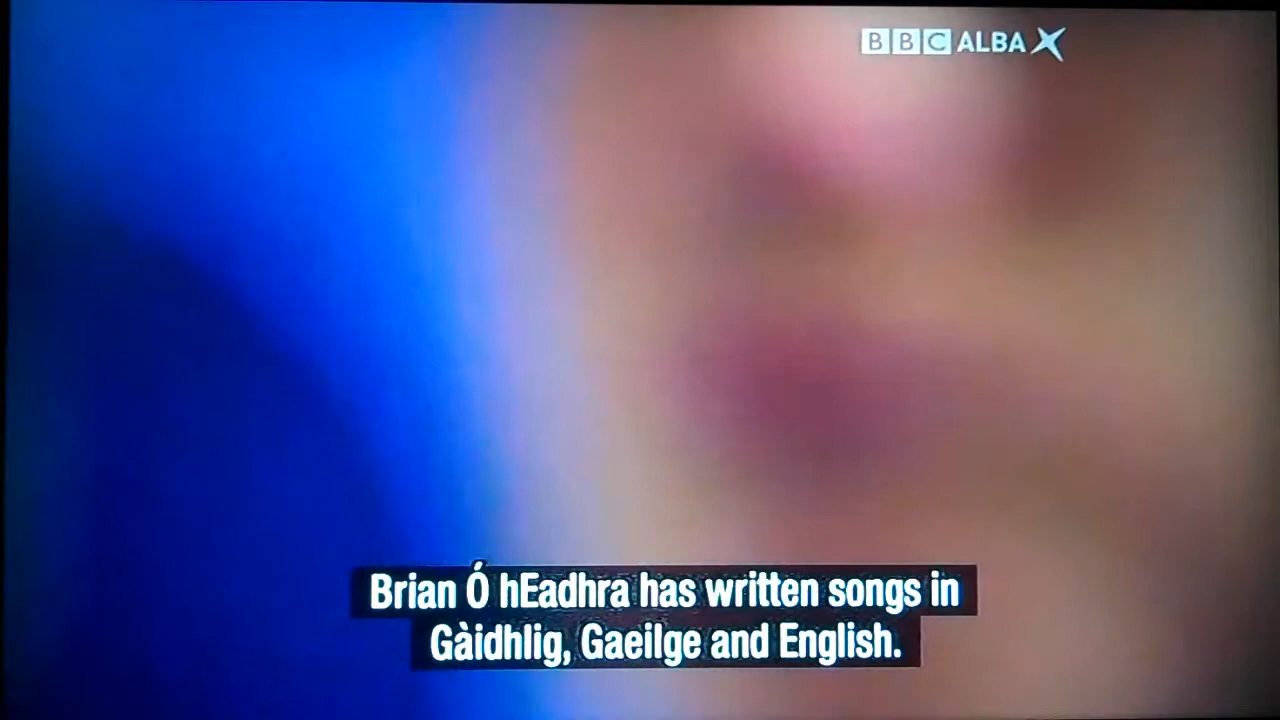 BBC ALBA
Brian Ó hEadhra has written songs in
Gàidhlig, Gaeilge and English.